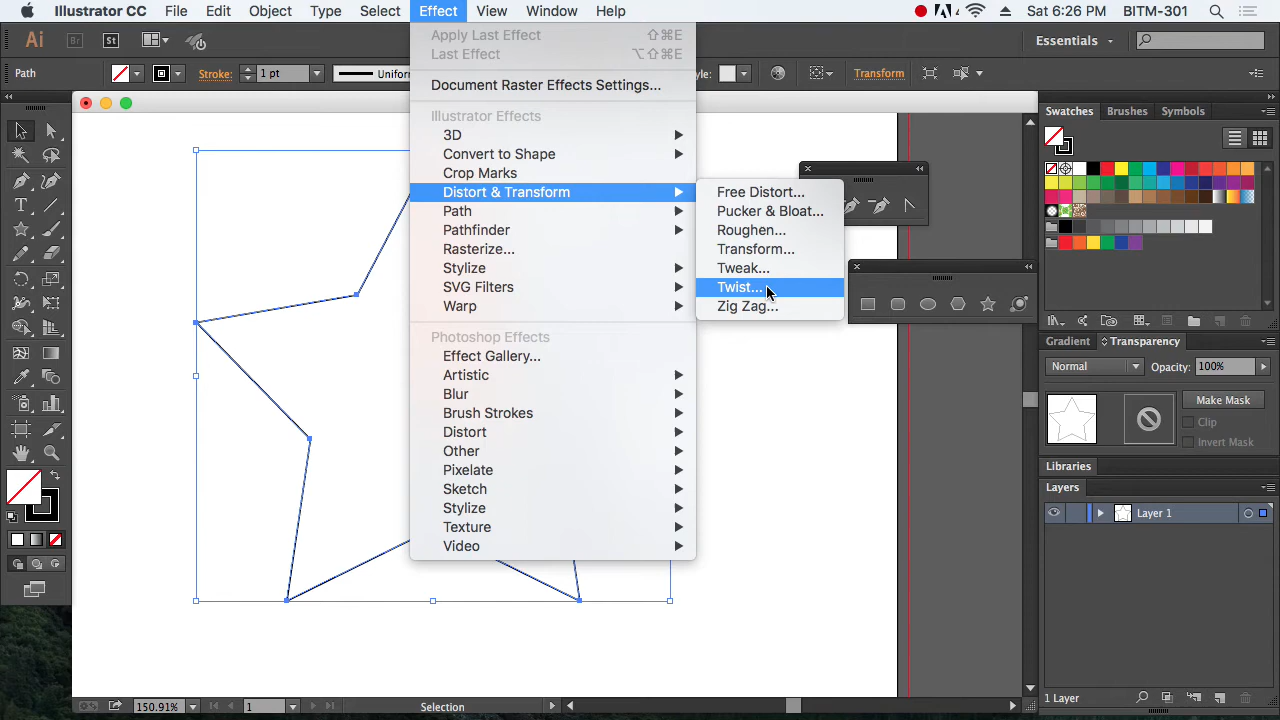 Illustrator CC File Edit Object Type Select Effect View Window Help 4 Sat 6:26 PM BITM-301
Ai Br St Essentials
Path Stroke: 1 pt Uniform Style: Transform
Apply Last Effect ⇧⌘E
Last Effect ⌥⇧⌘E
Document Raster Effects Settings...
Illustrator Effects
3D
Convert to Shape
Crop Marks
Distort & Transform
Path
Pathfinder
Rasterize...
Stylize
SVG Filters
Warp
Photoshop Effects
Effect Gallery...
Artistic
Blur
Brush Strokes
Distort
Other
Pixelate
Sketch
Stylize
Texture
Video
Free Distort...
Pucker & Bloat...
Roughen...
Transform...
Tweak...
Twist...
Zig Zag...
Swatches Brushes Symbols
Gradient Transparency
Normal Opacity: 100%
Make Mask
Clip
Invert Mask
Libraries
Layers
Layer 1
1 Layer
150.91% 1 Selection